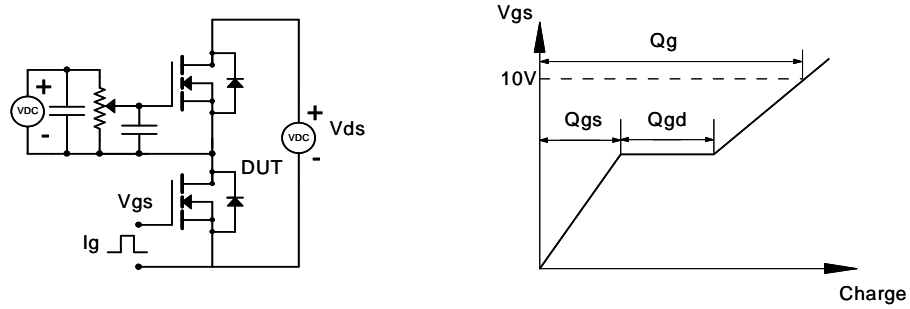 +
VDC
-
+
VDC
-
Vds
DUT
Vgs
Ig
Vgs
Qg
10V
Qgs
Qgd
Charge